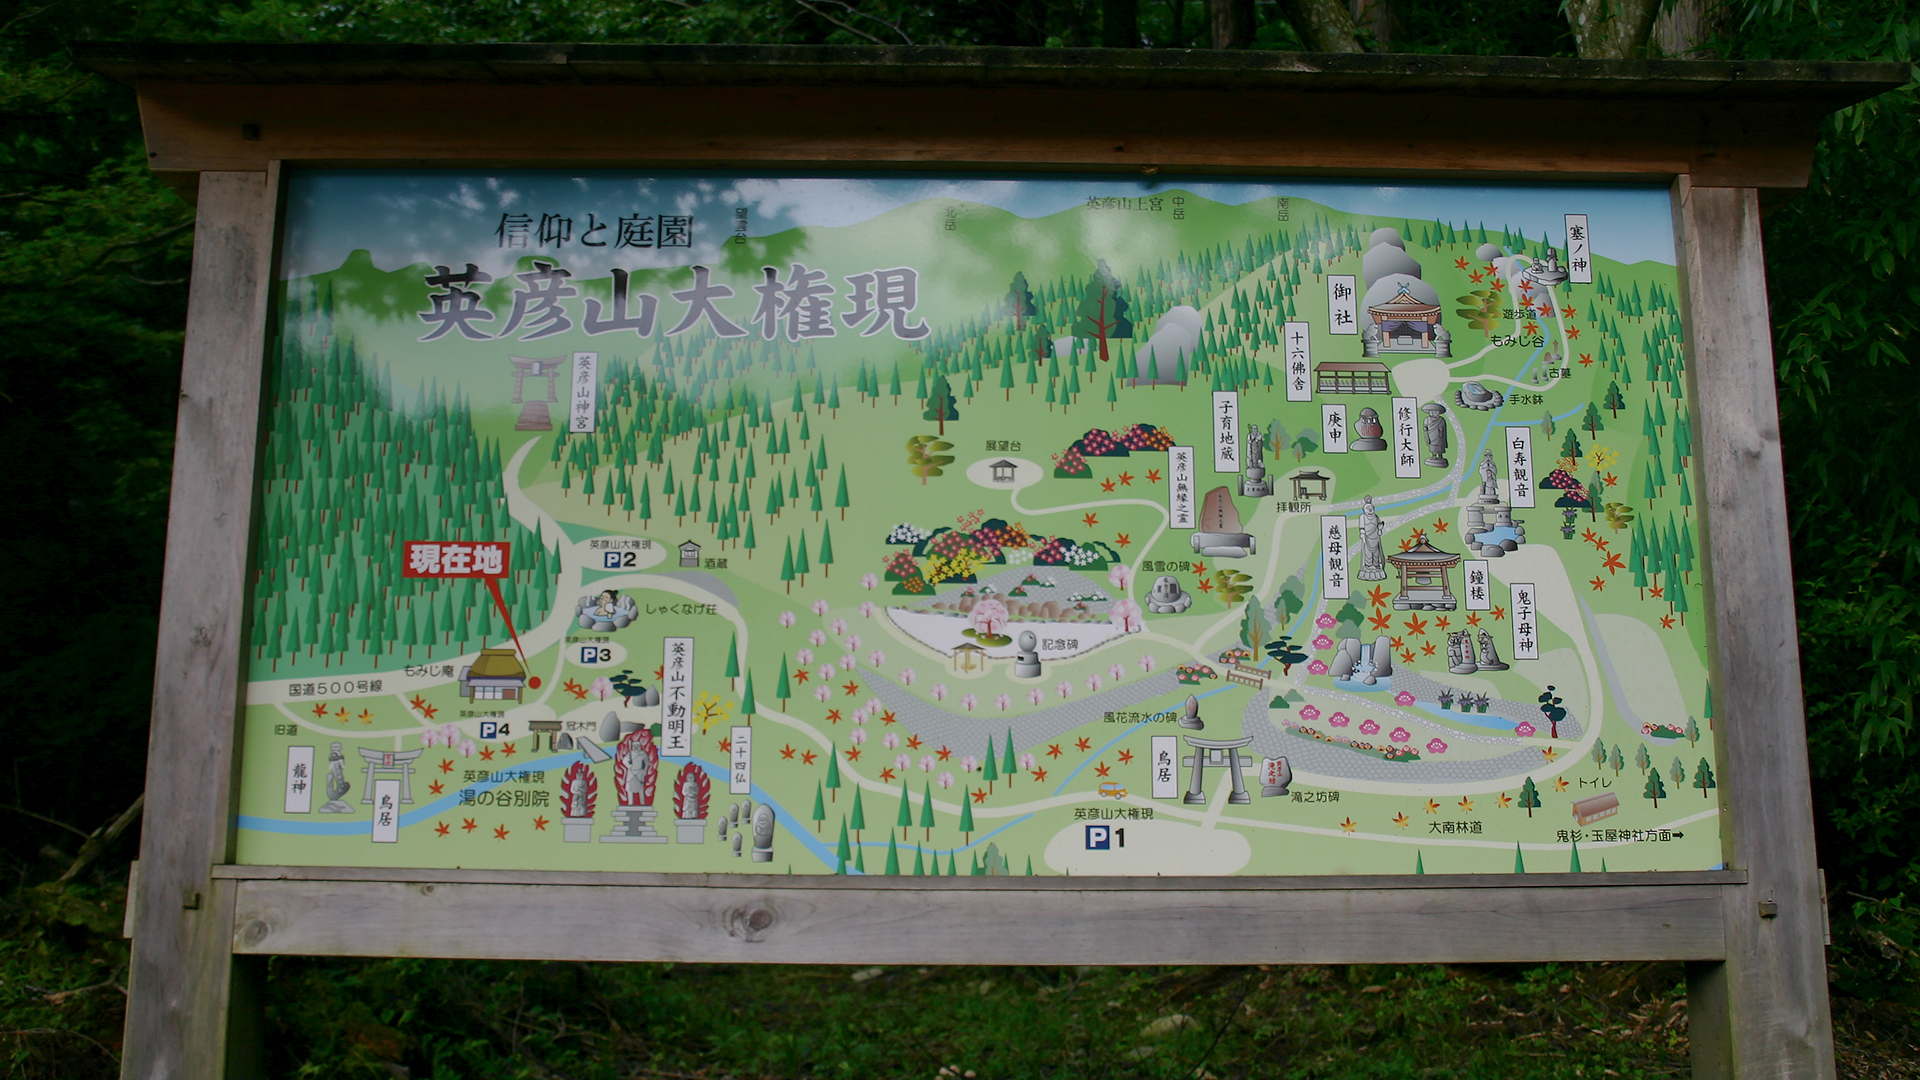 信仰と庭園
英彦山大権現
望雲台
北岳
英彦山上宮
中岳
南岳
塞ノ神
御社
遊歩道
もみじ谷
十六佛舎
古墓
手水鉢
英彦山神宮
子育地蔵
庚申
修行大師
白寿観音
展望台
英彦山無縁之霊
拝観所
現在地
英彦山大権現
P2
酒蔵
風雪の碑
慈母観音
鐘楼
鬼子母神
しゃくなげ荘
英彦山大権現
P3
記念碑
もみじ庵
英彦山不動明王
国道500号線
英彦山大権現
P4
冠木門
旧道
二十四仏
風花流水の碑
龍神
鳥居
英彦山大権現
湯の谷別院
鳥居
滝之坊碑
トイレ
英彦山大権現
P1
大南林道
鬼杉・玉屋神社方面➡